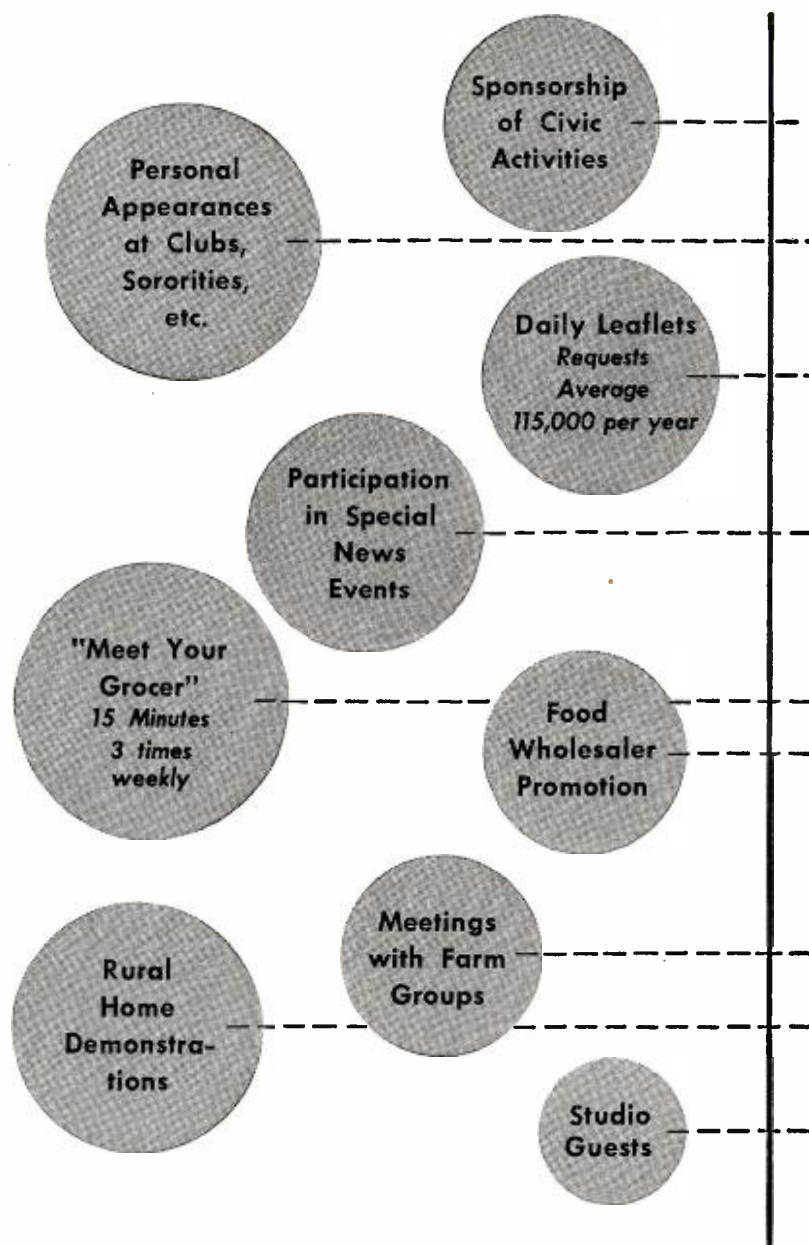 Sponsorship
of Civic
Activities
Personal
Appearances
at Clubs,
Sororities,
etc.
Daily Leaflets
Requests
Average
115,000 per year
Participation
in Special
News
Events
"Meet Your
Grocer"
15 Minutes
3 times
weekly
Food
Wholesaler
Promotion
Meetings
with Farm
Groups
Rural
Home
Demonstra-
tions
Studio
Guests